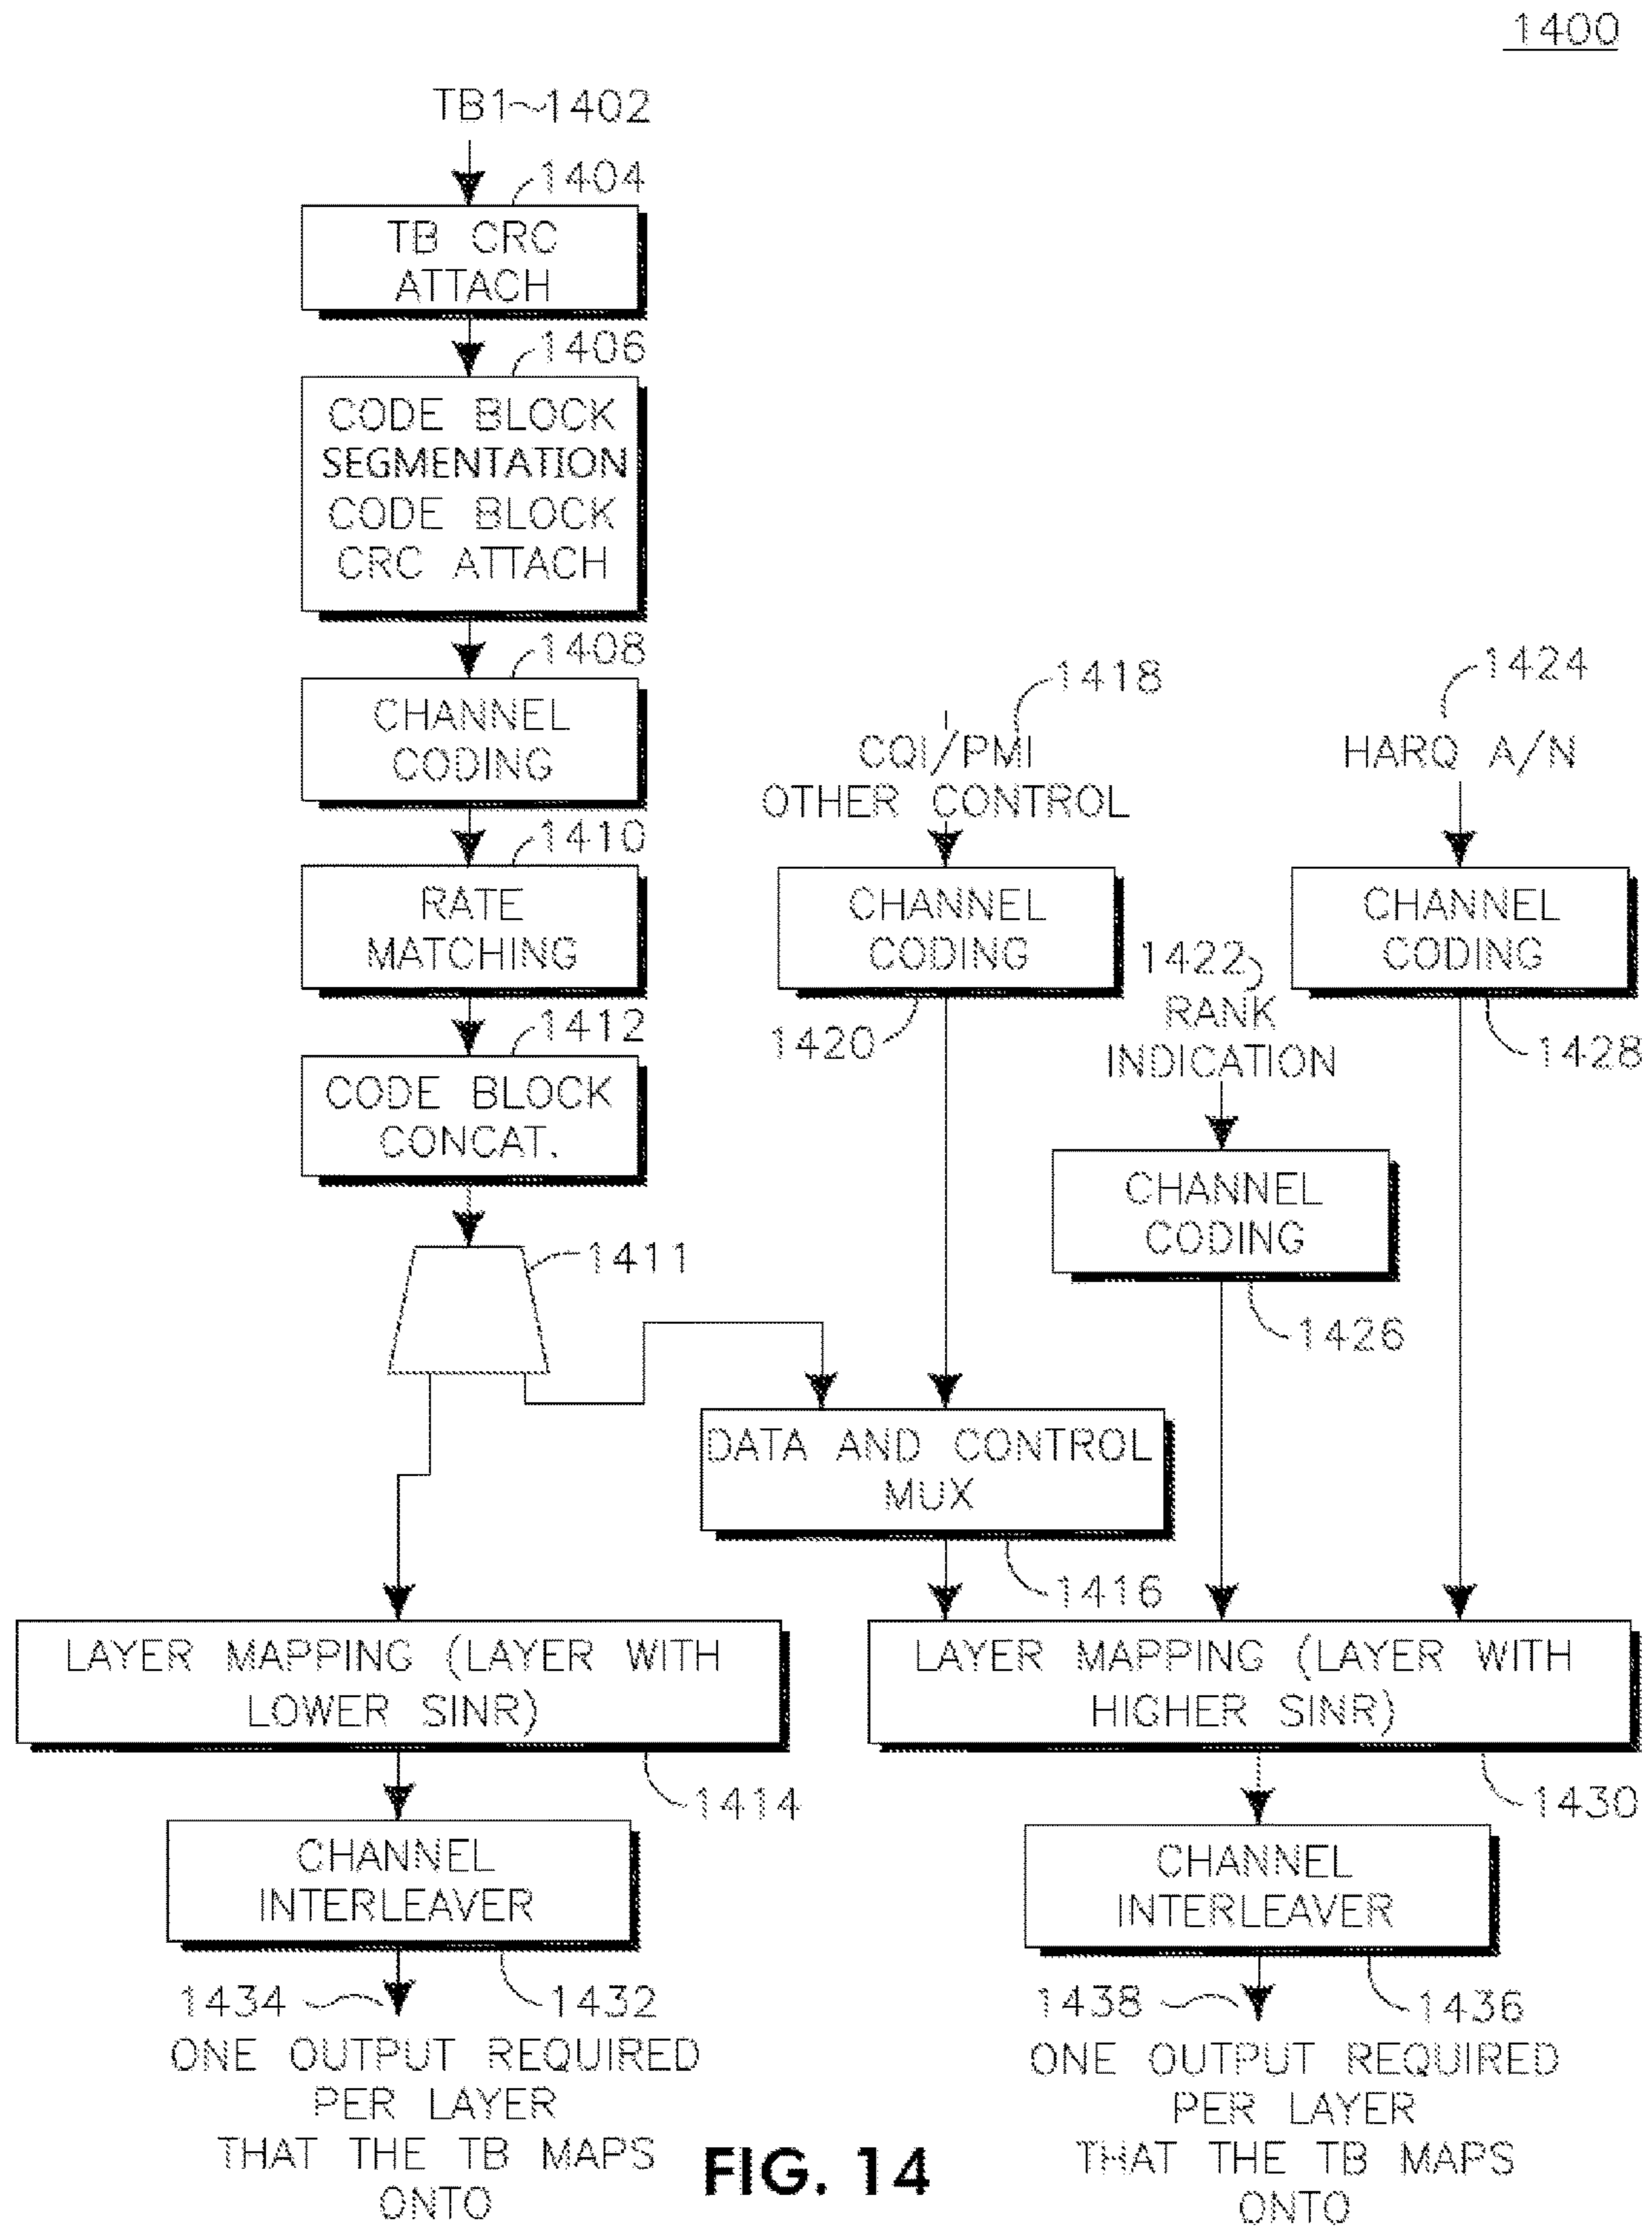 1400
TB1~1402
1404
TB CRC
ATTACH
1406
CODE BLOCK
SEGMENTATION
CODE BLOCK
CRC ATTACH
1408
CHANNEL
CODING
1410
RATE
MATCHING
1412
CODE BLOCK
CONCAT.
1411
1418
CQI/PMI
OTHER CONTROL
CHANNEL
CODING
1420
1424
HARQ A/N
CHANNEL
CODING
1428
1422
RANK
INDICATION
CHANNEL
CODING
1426
DATA AND CONTROL
MUX
1416
LAYER MAPPING (LAYER WITH
LOWER SINR)
1414
CHANNEL
INTERLEAVER
1434
1432
ONE OUTPUT REQUIRED
PER LAYER
THAT THE TB MAPS
ONTO
LAYER MAPPING (LAYER WITH
HIGHER SINR)
1430
CHANNEL
INTERLEAVER
1438
1436
ONE OUTPUT REQUIRED
PER LAYER
THAT THE TB MAPS
ONTO
FIG. 14